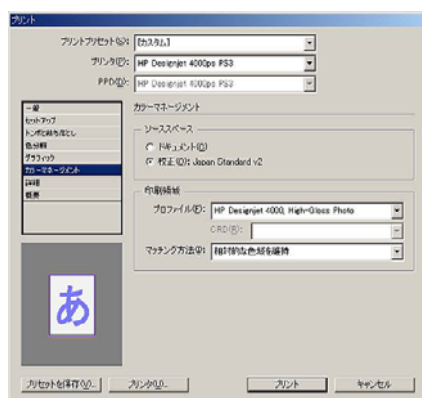 プリント
プリントプリセット(S): [カスタム]
プリンタ(P): HP Designjet 4000ps PS3
PPD(D): HP Designjet 4000ps PS3
一般
セットアップ
トンボと裁ち落とし
色分解
グラフィック
カラーマネージメント
詳細
概要
カラーマネージメント
ソーススペース
ドキュメント(O)
校正(O): Japan Standard v2
印刷領域
プロファイル(E): HP Designjet 4000, High-Gloss Photo
CRD(R):
マッチング方法(I): 相対的な色域を維持
あ
プリセットを保存(V)...
プリンタ(U)...
プリント
キャンセル